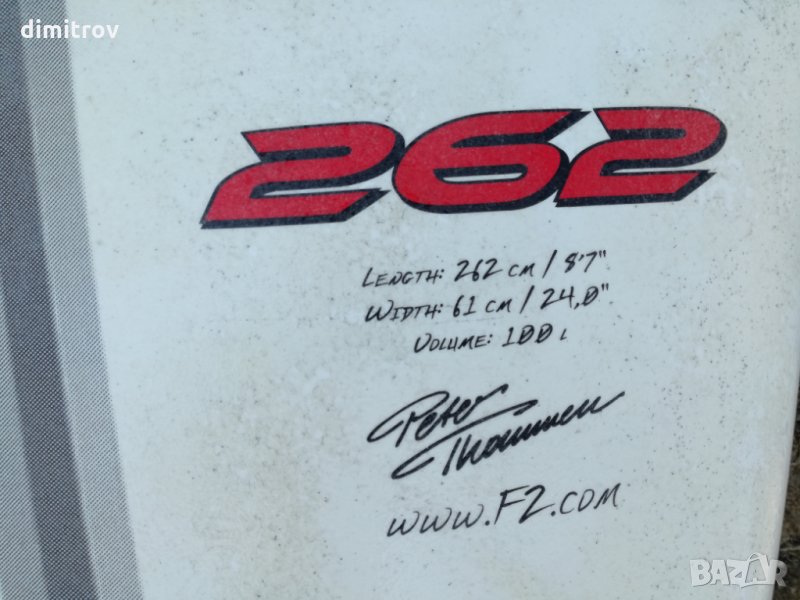 dimitrov
262
LENGTH: 262 CM / 8'7"
WIDTH: 61 CM / 24,0"
VOLUME: 100 L
Peter
Thommen
WWW.F2.COM
BAZAR